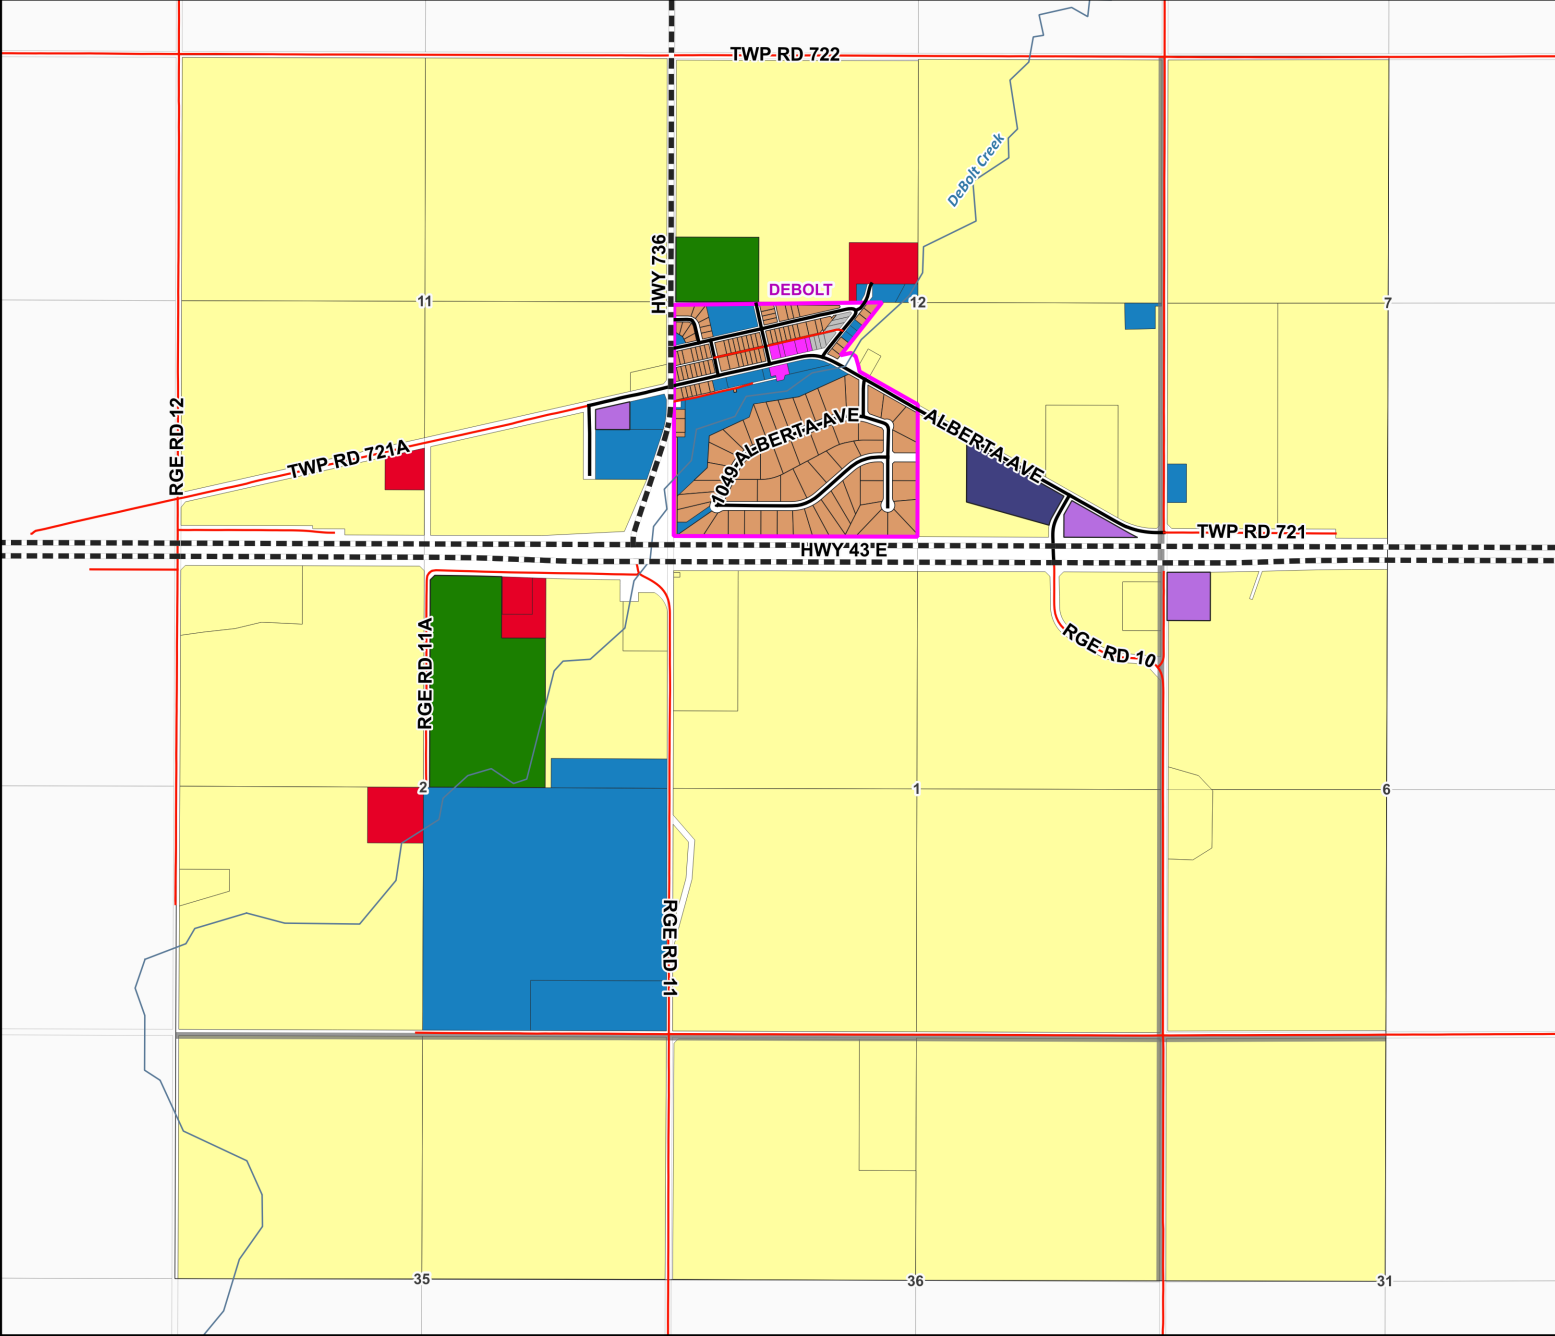 TWP RD 722
DeBolt Creek
HWY 736
DEBOLT
11
12
7
RGE RD 12
TWP RD 721A
1049 ALBERTA AVE
ALBERTA AVE
TWP RD 721
HWY 43 E
RGE RD 11A
RGE RD 10
2
1
6
RGE RD 11
35
36
31